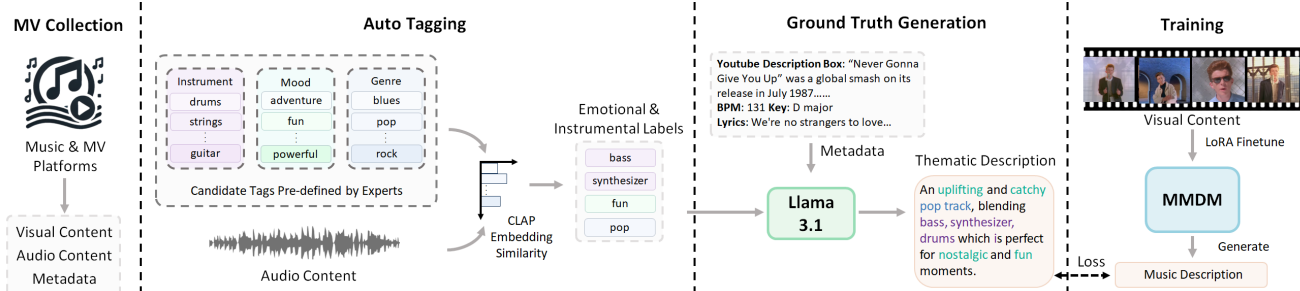 MV Collection
Music & MV
Platforms
Visual Content
Audio Content
Metadata
Auto Tagging
Instrument
drums
strings
guitar
Mood
adventure
fun
powerful
Genre
blues
pop
rock
Candidate Tags Pre-defined by Experts
Audio Content
CLAP
Embedding
Similarity
Emotional &
Instrumental Labels
bass
synthesizer
fun
pop
Ground Truth Generation
Youtube Description Box: “Never Gonna
Give You Up” was a global smash on its
release in July 1987......
BPM: 131 Key: D major
Lyrics: We're no strangers to love…
Metadata
Llama
3.1
Thematic Description
An uplifting and catchy
pop track, blending
bass, synthesizer,
drums which is perfect
for nostalgic and fun
moments.
Loss
Training
Visual Content
LoRA Finetune
MMDM
Generate
Music Description